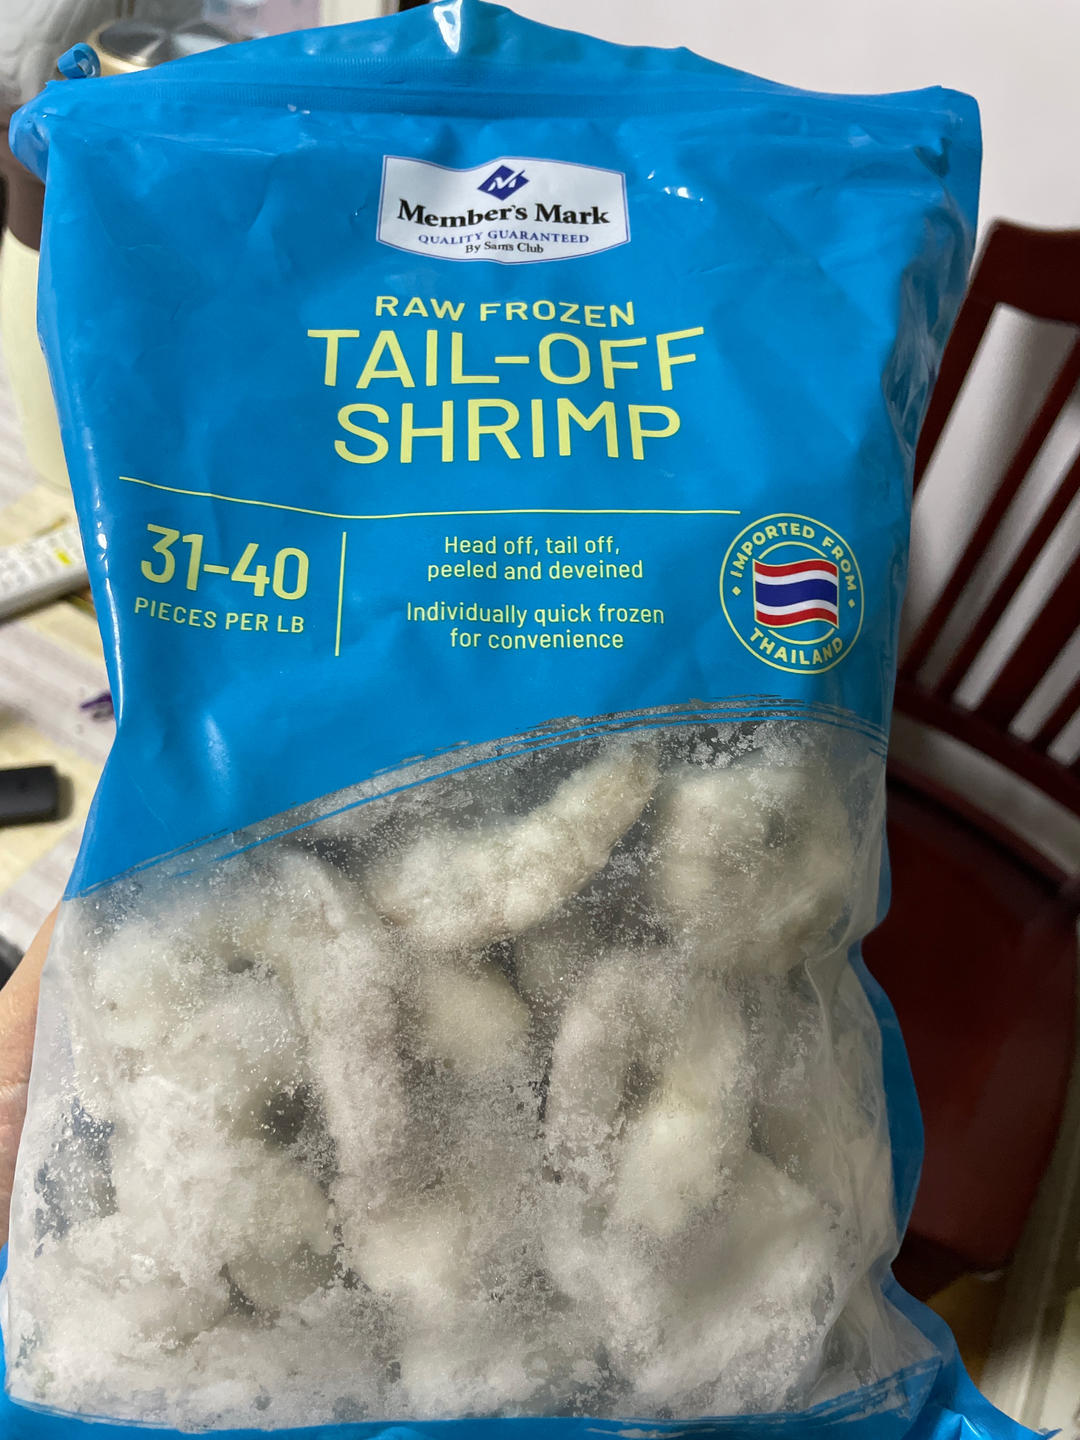 Member's Mark
QUALITY GUARANTEED
By Sam's Club
RAW FROZEN
TAIL-OFF
SHRIMP
31-40
PIECES PER LB
Head off, tail off,
peeled and deveined
Individually quick frozen
for convenience
IMPORTED FROM
THAILAND